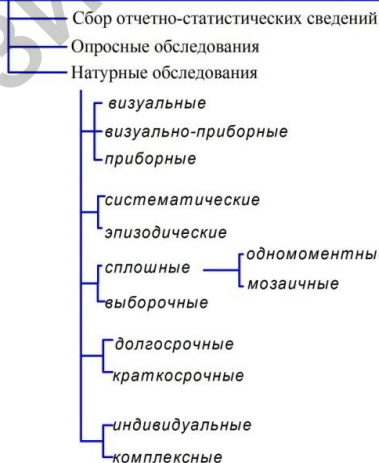 Сбор отчетно-статистических сведений
Опросные обследования
Натурные обследования
визуальные
визуально-приборные
приборные
систематические
эпизодические
сплошные
одномоментны
мозаичные
выборочные
долгосрочные
краткосрочные
индивидуальные
комплексные